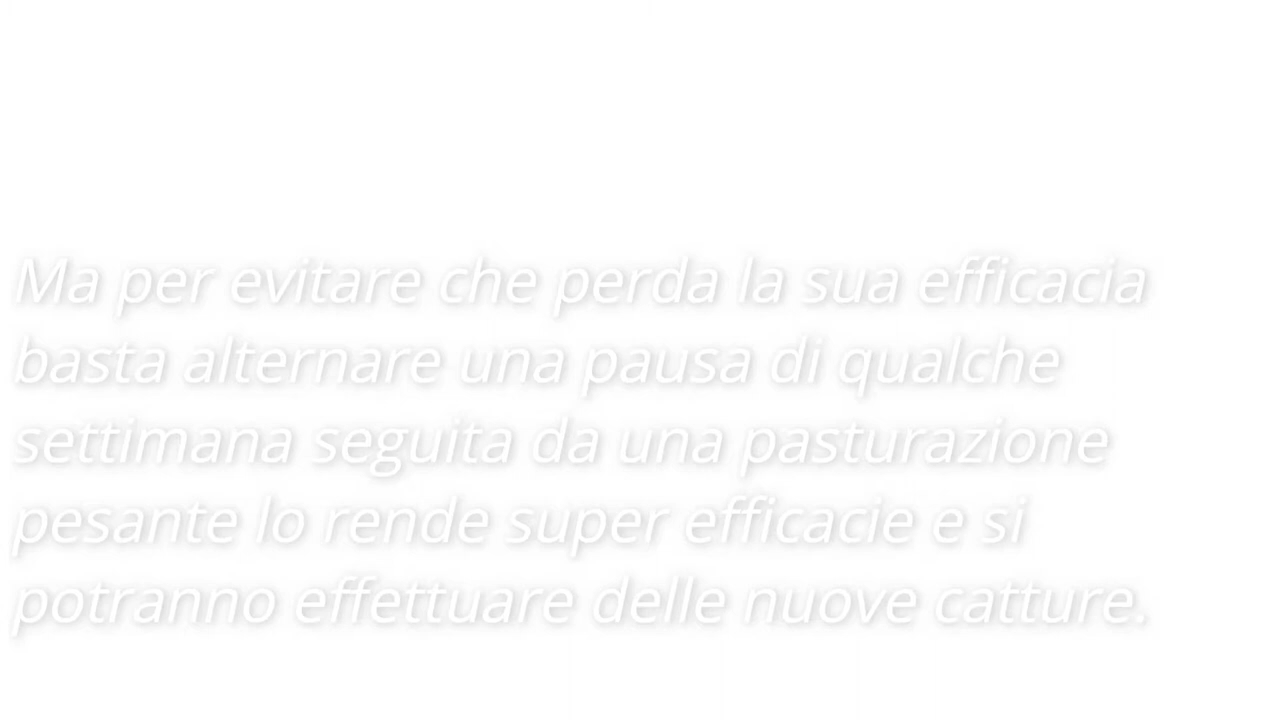 Ma per evitare che perda la sua efficacia
basta alternare una pausa di qualche
settimana seguita da una pasturazione
pesante lo rende super efficacie e si
potranno effettuare delle nuove catture.